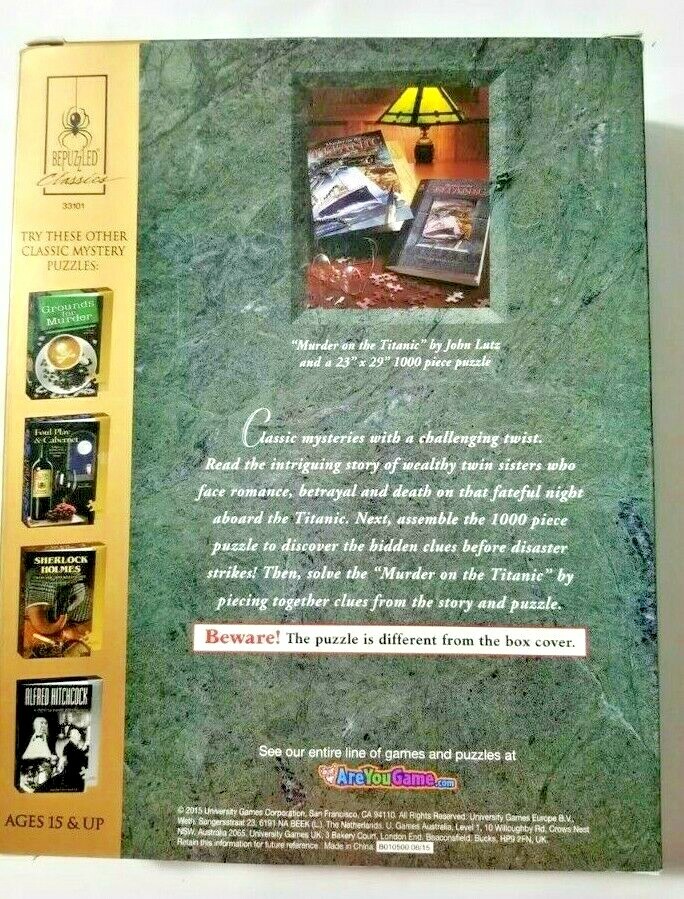 BEPUZZLED®
Classics
33101
TRY THESE OTHER
CLASSIC MYSTERY
PUZZLES:
Grounds
for
Murder
Foul Play
& Cabernet
SHERLOCK
HOLMES
ALFRED HITCHCOCK
AGES 15 & UP
"Murder on the Titanic" by John Lutz
and a 23" x 29" 1000 piece puzzle
Classic mysteries with a challenging twist.
Read the intriguing story of wealthy twin sisters who
face romance, betrayal and death on that fateful night
aboard the Titanic. Next, assemble the 1000 piece
puzzle to discover the hidden clues before disaster
strikes! Then, solve the "Murder on the Titanic" by
piecing together clues from the story and puzzle.
Beware! The puzzle is different from the box cover.
See our entire line of games and puzzles at
AreYouGame.com
© 2015 University Games Corporation, San Francisco, CA 94110. All Rights Reserved. University Games Europe B.V.,
Weth. Sangersstraat 23, 6191 NA BEEK (L.), The Netherlands. U. Games Australia, Level 1, 10 Willoughby Rd, Crows Nest
NSW, Australia 2065. University Games UK, 3 Bakery Court, London End, Beaconsfield, Bucks, HP9 2FN, UK.
Retain this information for future reference. Made in China. B010500 06/15